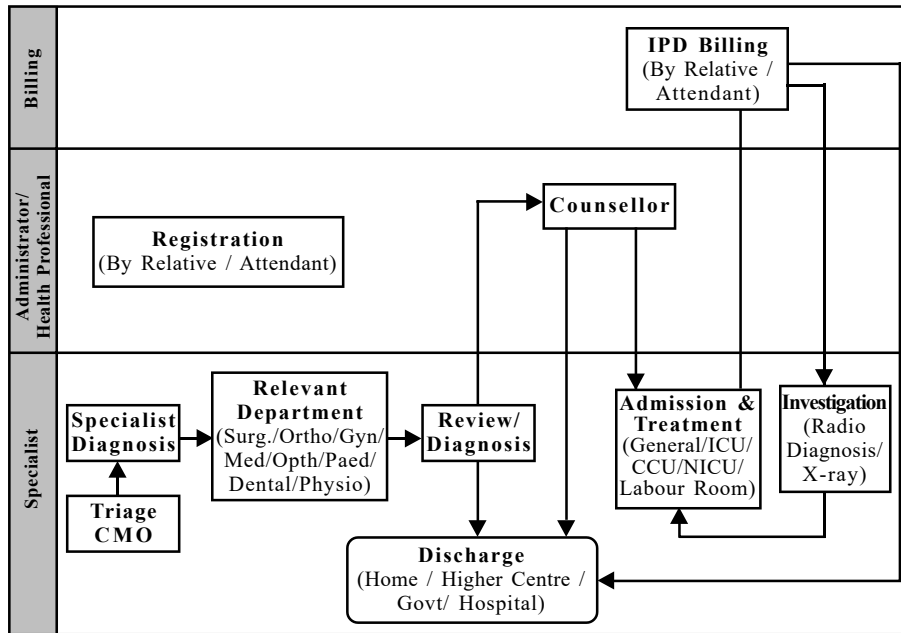 Billing
IPD Billing
(By Relative /
Attendant)
Administrator/
Health Professional
Counsellor
Registration
(By Relative / Attendant)
Specialist
Specialist
Diagnosis
Triage
CMO
Relevant
Department
(Surg./Ortho/Gyn/
Med/Opth/Paed/
Dental/Physio)
Review/
Diagnosis
Admission &
Treatment
(General/ICU/
CCU/NICU/
Labour Room)
Investigation
(Radio
Diagnosis/
X-ray)
Discharge
(Home / Higher Centre /
Govt/ Hospital)